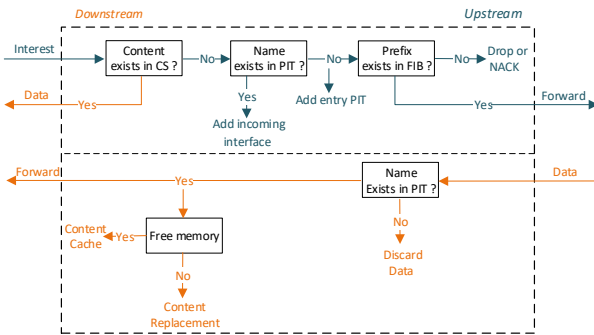 Downstream
Upstream
Interest
Content
exists in CS ?
No
Name
exists in PIT ?
No
Prefix
exists in FIB ?
No
Drop or
NACK
Data
Yes
Yes
Add incoming
interface
Add entry PIT
Yes
Forward
Forward
Yes
Name
Exists in PIT ?
Data
Content
Cache
Yes
Free memory
No
Discard
Data
No
Content
Replacement